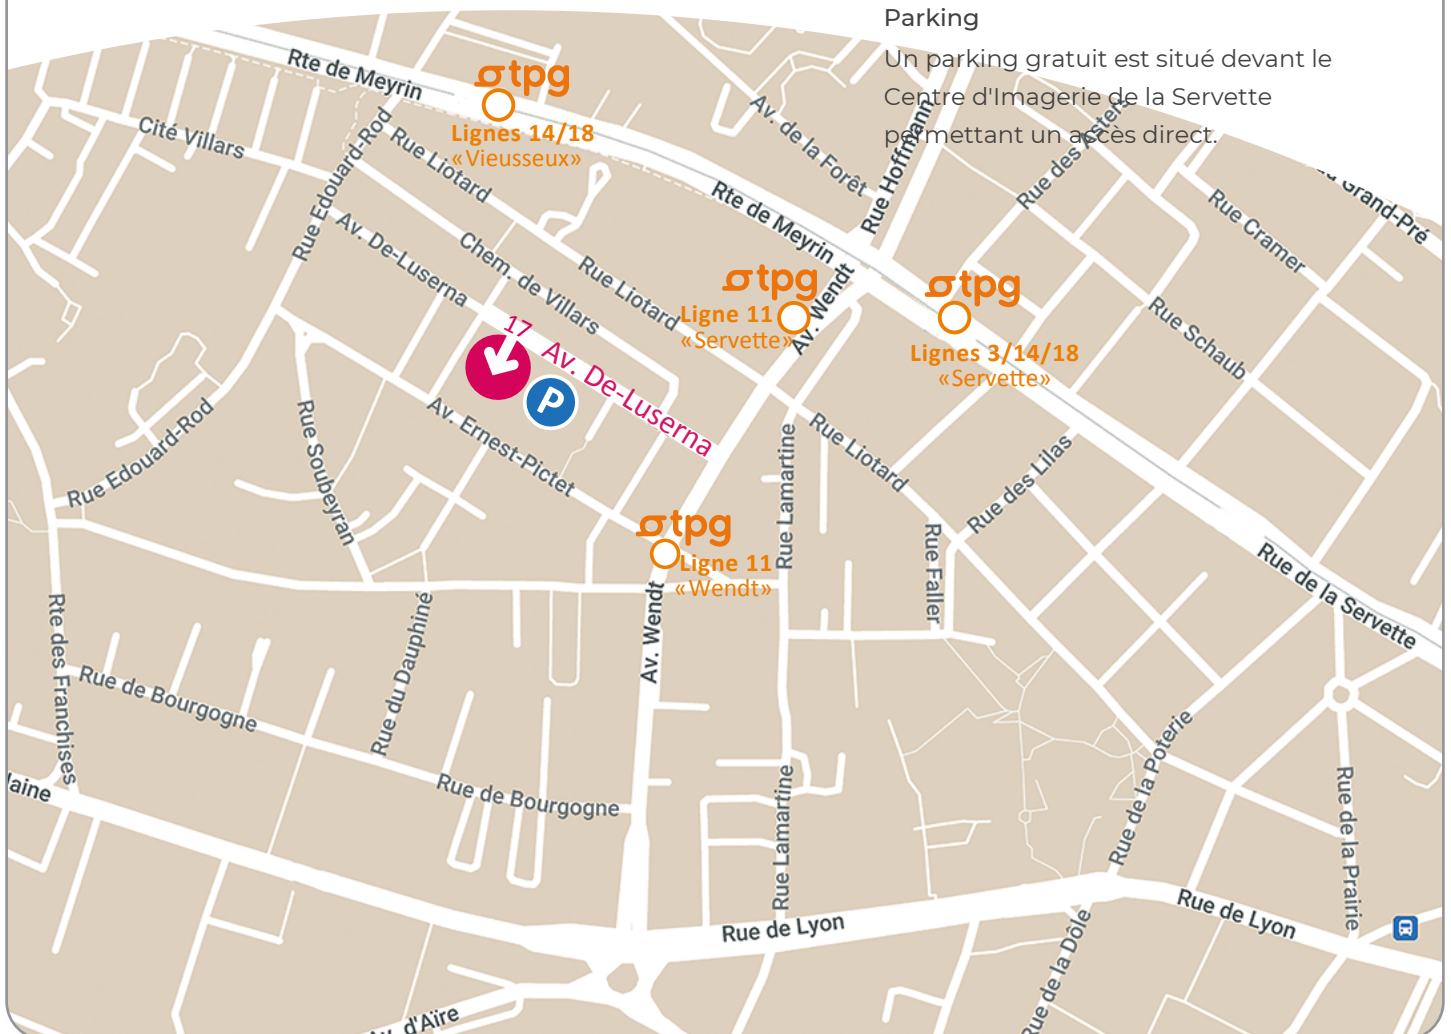 Parking
Un parking gratuit est situé devant le
Centre d'Imagerie de la Servette
permettant un accès direct.
Rte de Meyrin
tpg
Lignes 14/18
«Vieusseux»
Cité Villars
Rue Edouard-Rod
Rue Liotard
Av. de la Forêt
Rue Hoffmann
Rue des Asters
Grand-Pré
Rue Cramer
Rte de Meyrin
Av. De-Luserna
Chem. de Villars
Rue Liotard
tpg
Ligne 11
«Servette»
Av. Wendt
tpg
Lignes 3/14/18
«Servette»
Rue Schaub
17 Av. De-Luserna
P
Av. Ernest-Pictet
Rue Edouard-Rod
Rue Soubeyran
Rue Lamartine
Rue Liotard
Rue des Lilas
tpg
Ligne 11
«Wendt»
Rue Faller
Rue de la Servette
Rte des Franchises
Rue du Dauphiné
Av. Wendt
Rue de Bourgogne
Rue de Bourgogne
Rue Lamartine
Rue de la Poterie
Rue de la Prairie
laine
Rue de Lyon
Rue de Lyon
Rue de la Dôle
Av. d'Aïre